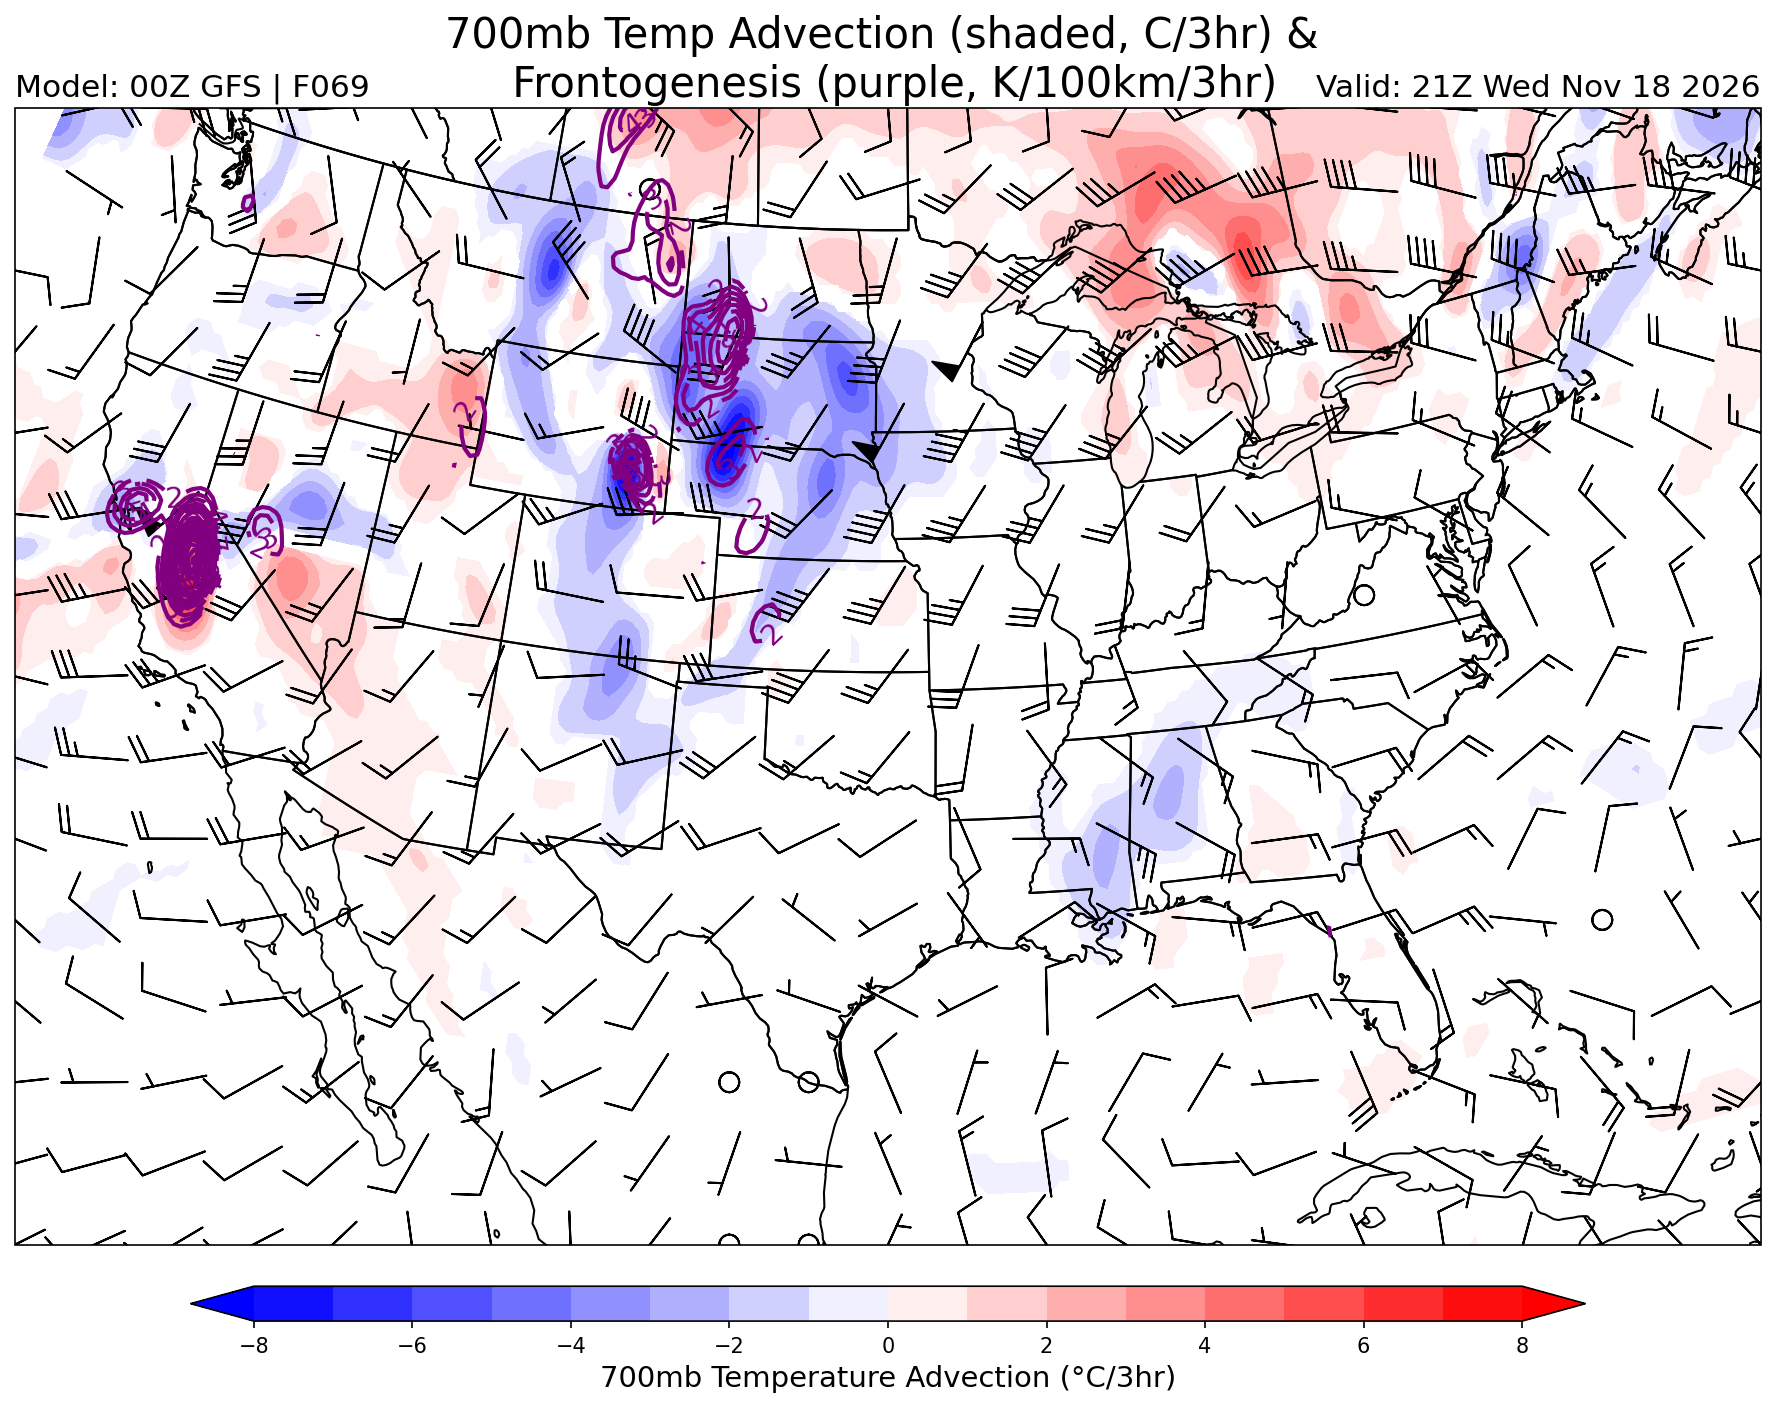 700mb Temp Advection (shaded, C/3hr) &
Model: 00Z GFS | F069
Frontogenesis (purple, K/100km/3hr)
Valid: 21Z Wed Nov 18 2026
−8 −6 −4 −2 0 2 4 6 8
700mb Temperature Advection (°C/3hr)